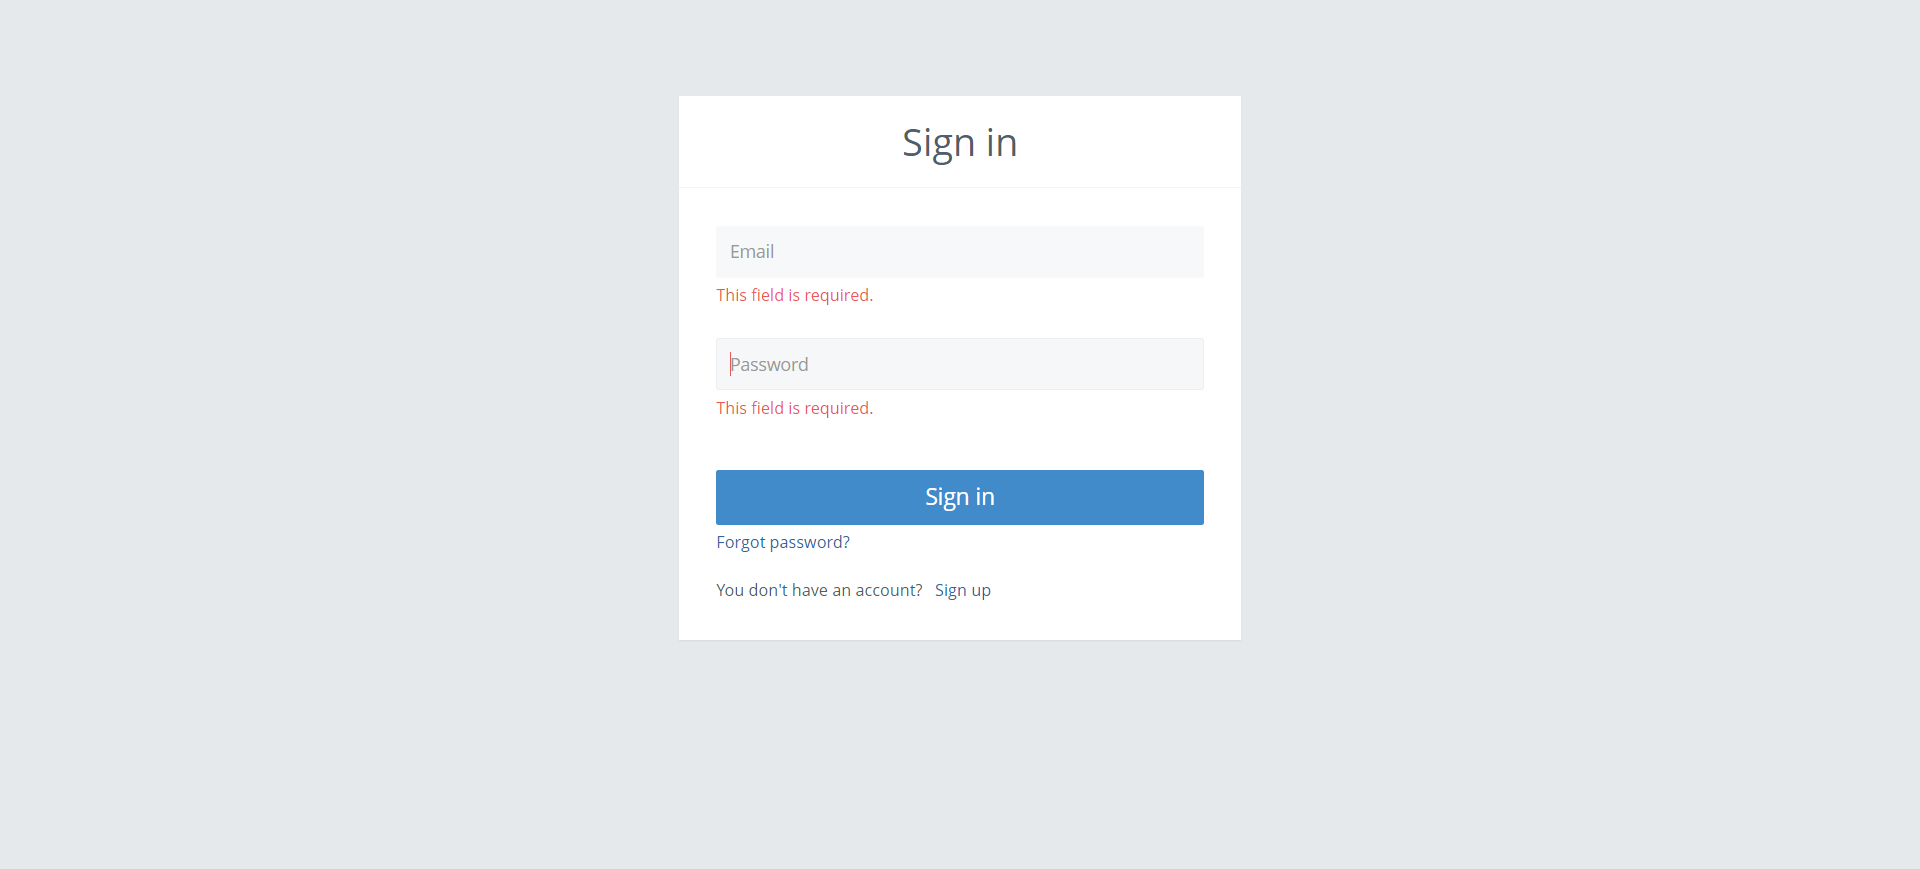 Sign in
Email
This field is required.
Password
This field is required.
Sign in
Forgot password?
You don't have an account? Sign up